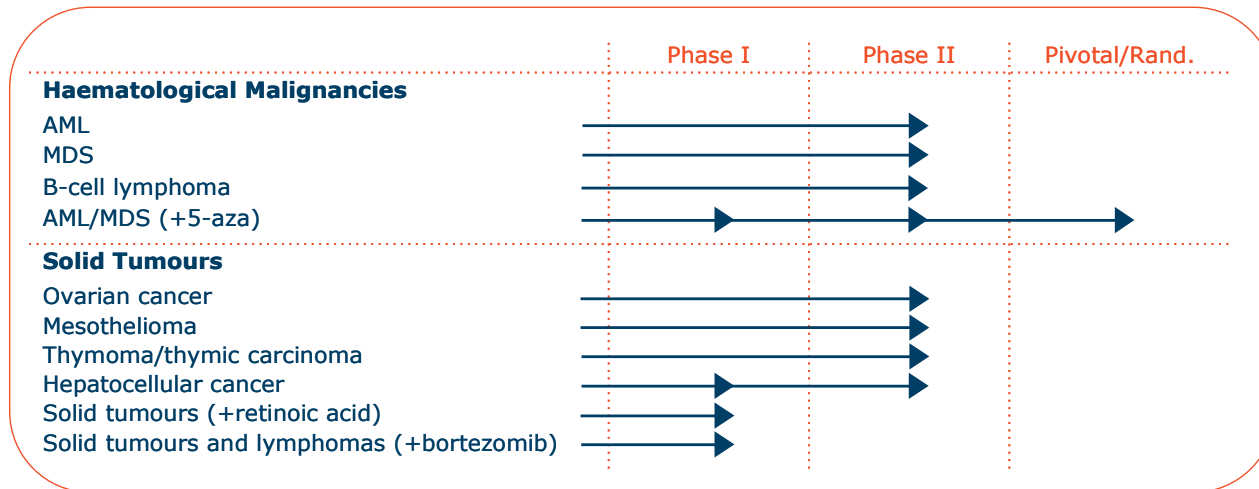 Phase I Phase II Pivotal/Rand.
Haematological Malignancies
AML
MDS
B-cell lymphoma
AML/MDS (+5-aza)
Solid Tumours
Ovarian cancer
Mesothelioma
Thymoma/thymic carcinoma
Hepatocellular cancer
Solid tumours (+retinoic acid)
Solid tumours and lymphomas (+bortezomib)